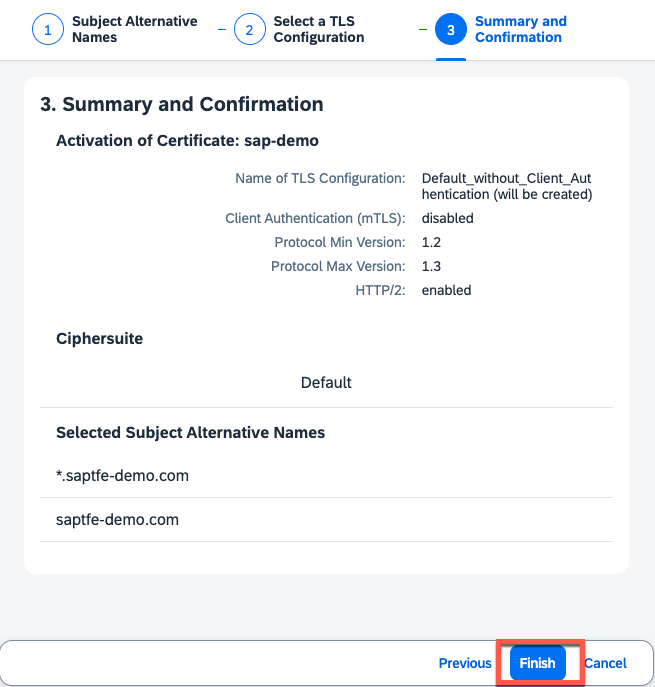 1 Subject Alternative Names – 2 Select a TLS Configuration – 3 Summary and Confirmation
3. Summary and Confirmation
Activation of Certificate: sap-demo
Name of TLS Configuration: Default_without_Client_Aut
hentication (will be created)
Client Authentication (mTLS): disabled
Protocol Min Version: 1.2
Protocol Max Version: 1.3
HTTP/2: enabled
Ciphersuite
Default
Selected Subject Alternative Names
*.saptfe-demo.com
saptfe-demo.com
Previous Finish Cancel